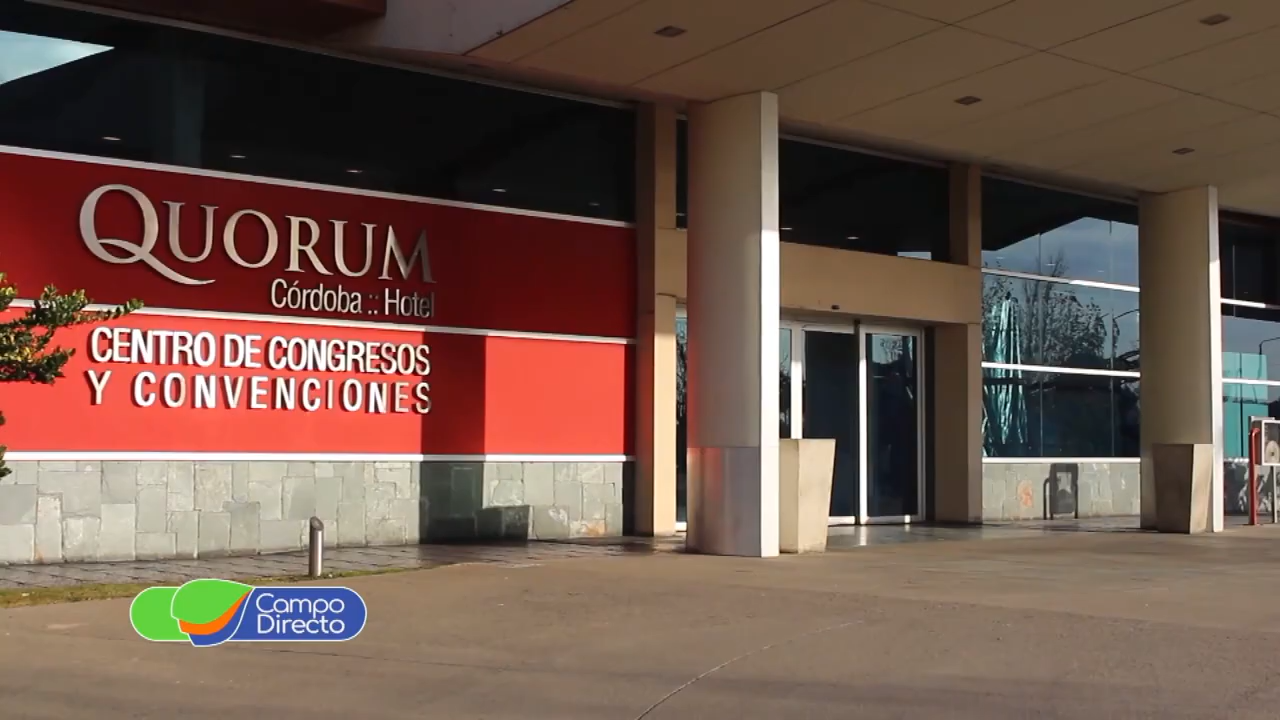 QUORUM
Córdoba :: Hotel
CENTRO DE CONGRESOS
Y CONVENCIONES
Campo
Directo